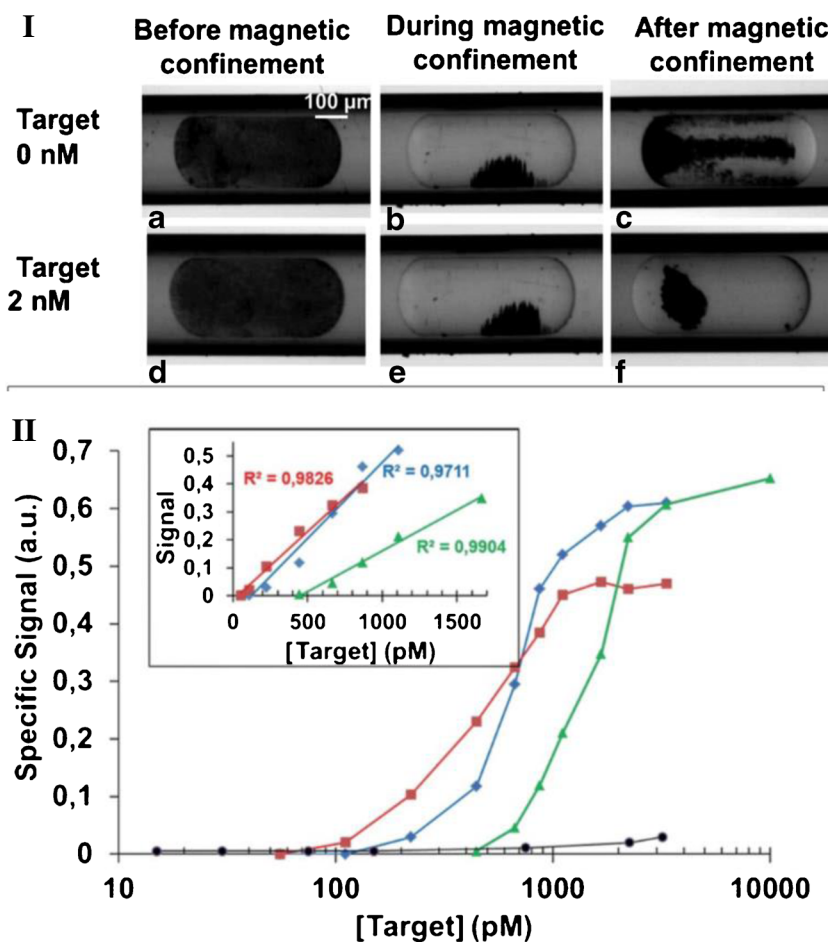 I
Before magnetic
confinement
During magnetic
confinement
After magnetic
confinement
Target
0 nM
100 µm
a
b
c
Target
2 nM
d
e
f
II
0,7
0,6
0,5
0,4
0,3
0,2
0,1
0
Specific Signal (a.u.)
10
100
1000
10000
[Target] (pM)
0,5
0,4
0,3
0,2
0,1
0
Signal
R² = 0,9826
R² = 0,9711
R² = 0,9904
0
500
1000
1500
[Target] (pM)